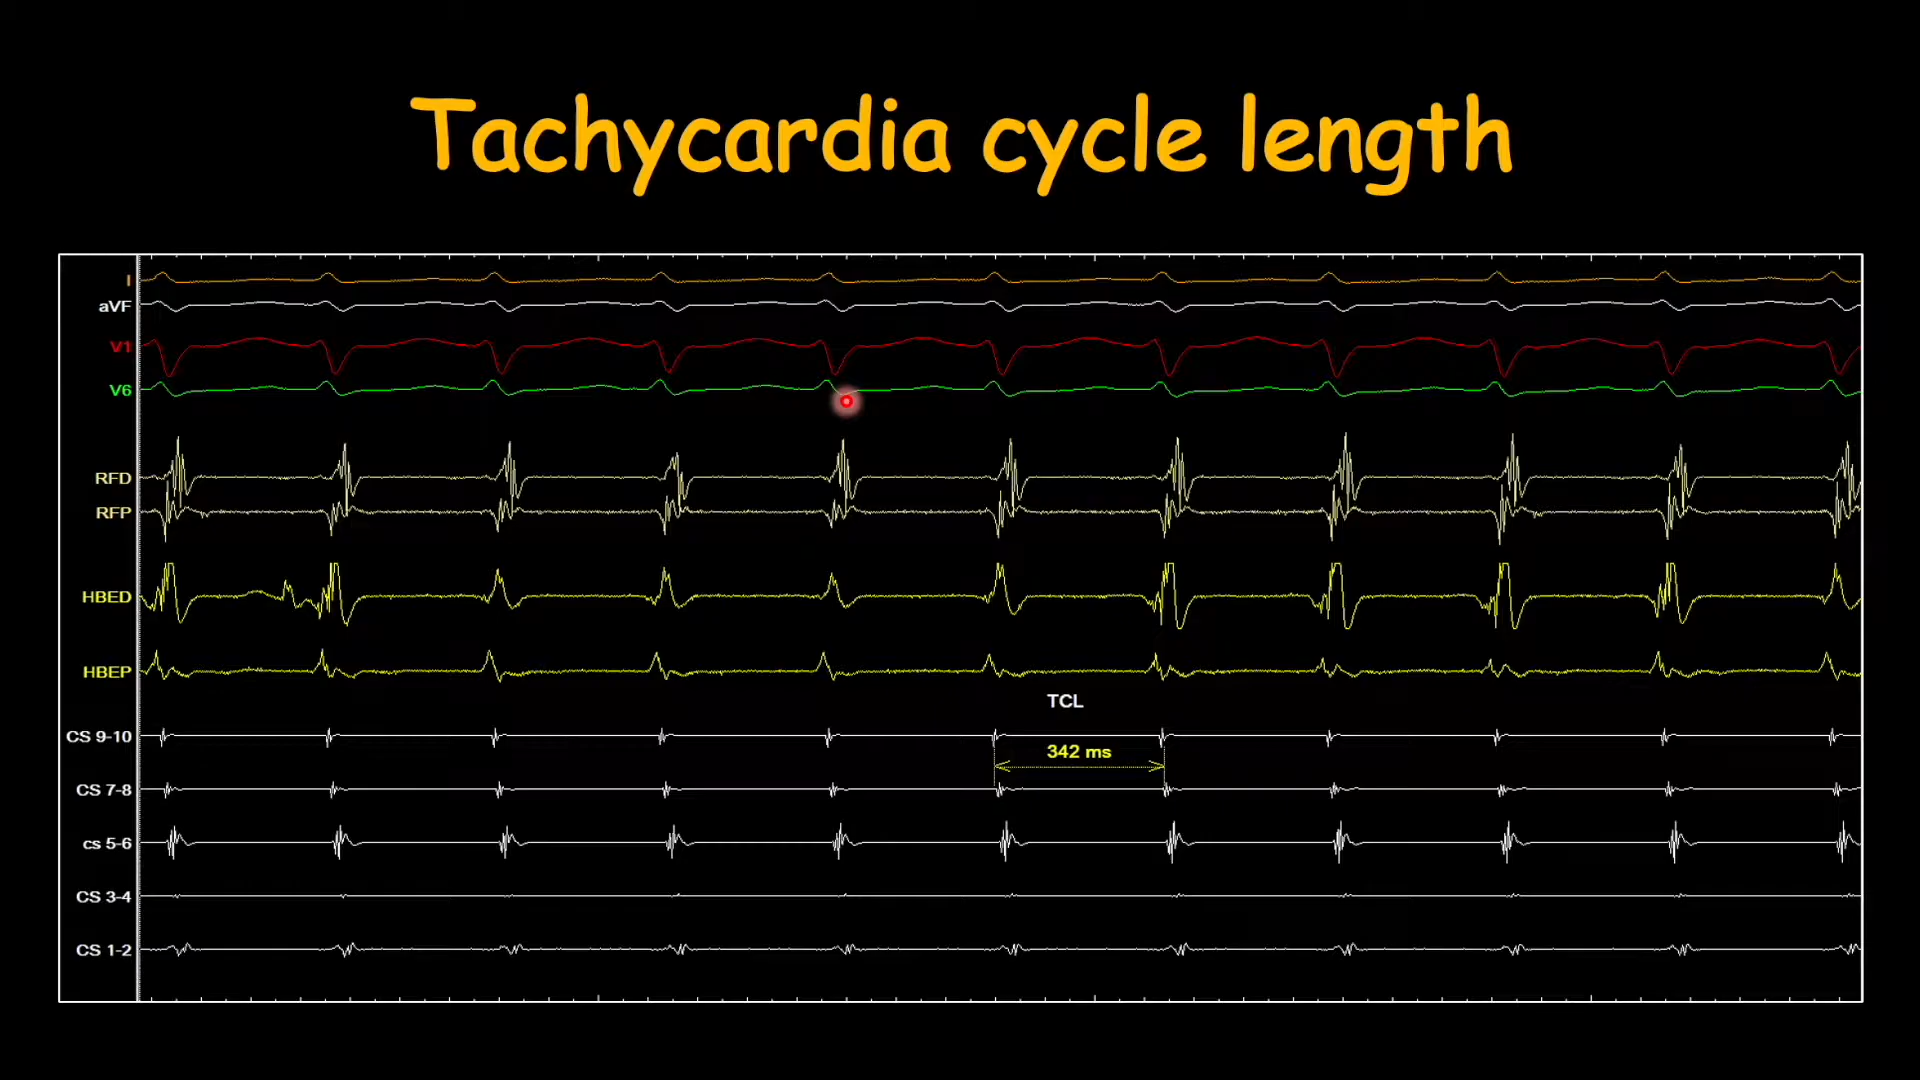 Tachycardia cycle length
I
aVF
V1
V6
RFD
RFP
HBED
HBEP
TCL
CS 9-10
342 ms
CS 7-8
cs 5-6
CS 3-4
CS 1-2